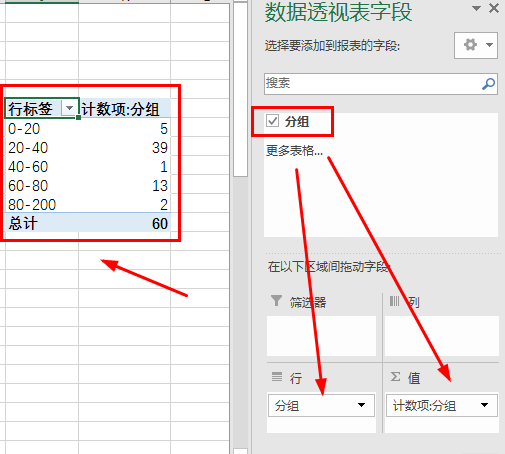 数据透视表字段
选择要添加到报表的字段:
搜索
分组
更多表格...
行标签 计数项:分组
0-20 5
20-40 39
40-60 1
60-80 13
80-200 2
总计 60
在以下区域间拖动字段:
筛选器 列
行 Σ 值
分组 计数项:分组